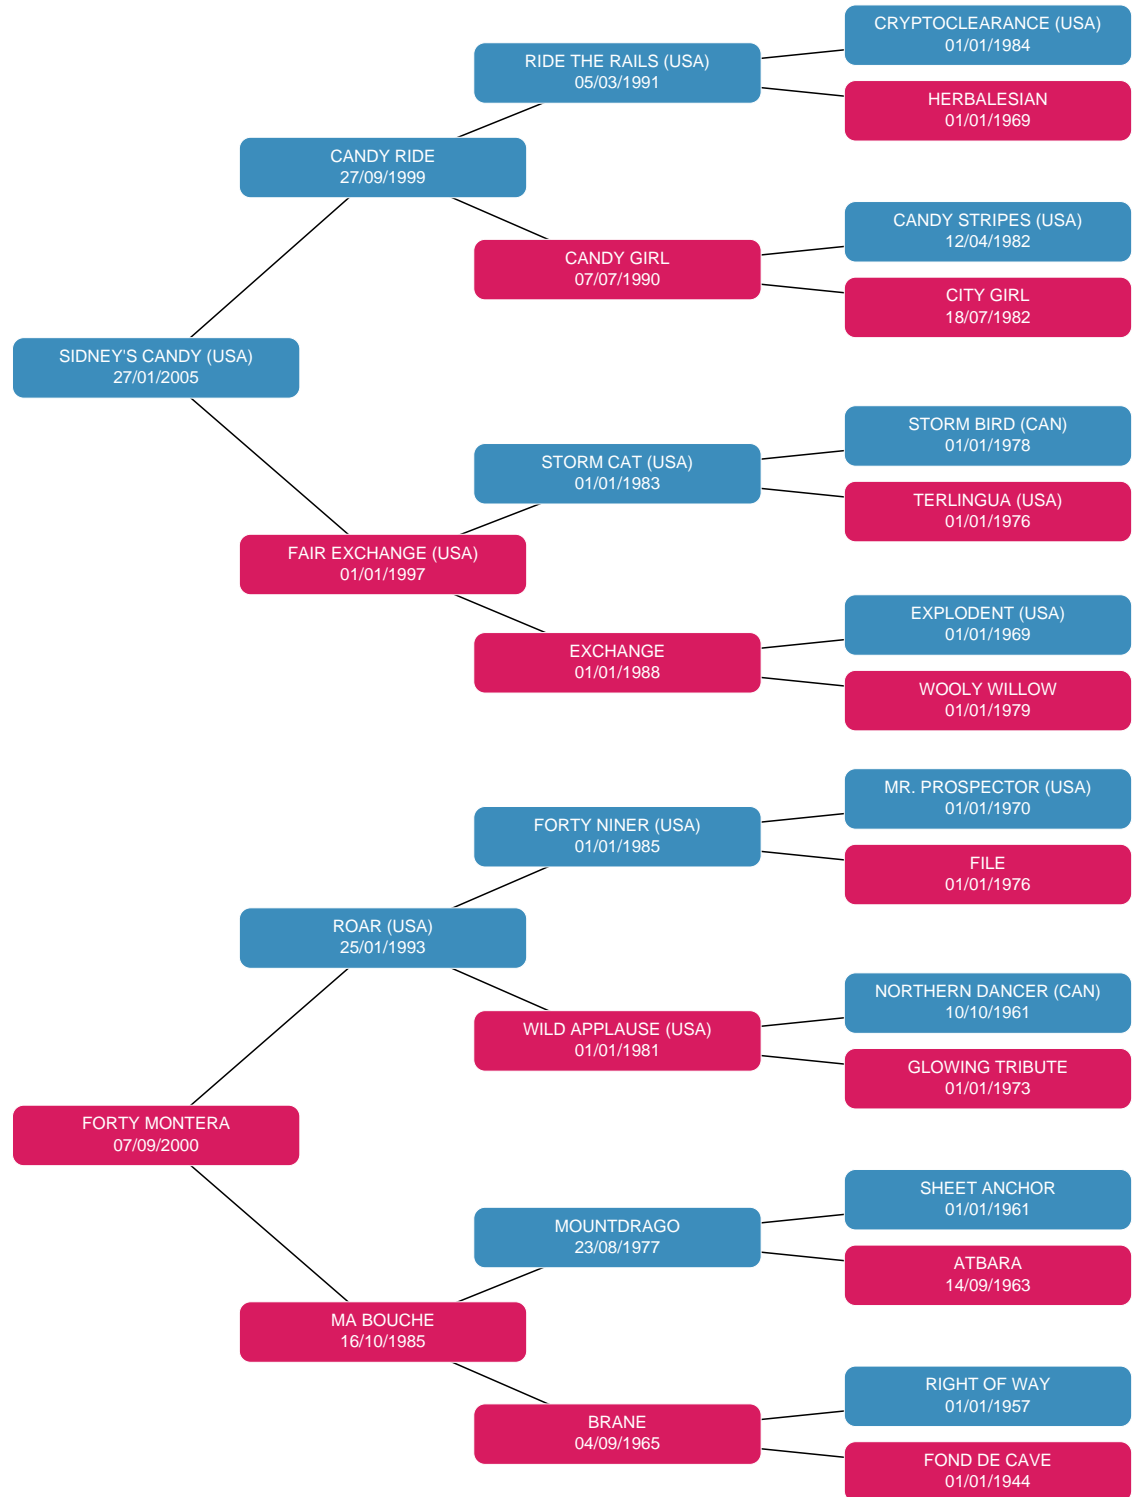 CRYPTOCLEARANCE (USA)
01/01/1984
RIDE THE RAILS (USA)
05/03/1991
HERBALESIAN
01/01/1969
CANDY RIDE
27/09/1999
CANDY STRIPES (USA)
12/04/1982
CANDY GIRL
07/07/1990
CITY GIRL
18/07/1982
SIDNEY'S CANDY (USA)
27/01/2005
STORM BIRD (CAN)
01/01/1978
STORM CAT (USA)
01/01/1983
TERLINGUA (USA)
01/01/1976
FAIR EXCHANGE (USA)
01/01/1997
EXPLODENT (USA)
01/01/1969
EXCHANGE
01/01/1988
WOOLY WILLOW
01/01/1979
MR. PROSPECTOR (USA)
01/01/1970
FORTY NINER (USA)
01/01/1985
FILE
01/01/1976
ROAR (USA)
25/01/1993
NORTHERN DANCER (CAN)
10/10/1961
WILD APPLAUSE (USA)
01/01/1981
GLOWING TRIBUTE
01/01/1973
FORTY MONTERA
07/09/2000
SHEET ANCHOR
01/01/1961
MOUNTDRAGO
23/08/1977
ATBARA
14/09/1963
MA BOUCHE
16/10/1985
RIGHT OF WAY
01/01/1957
BRANE
04/09/1965
FOND DE CAVE
01/01/1944